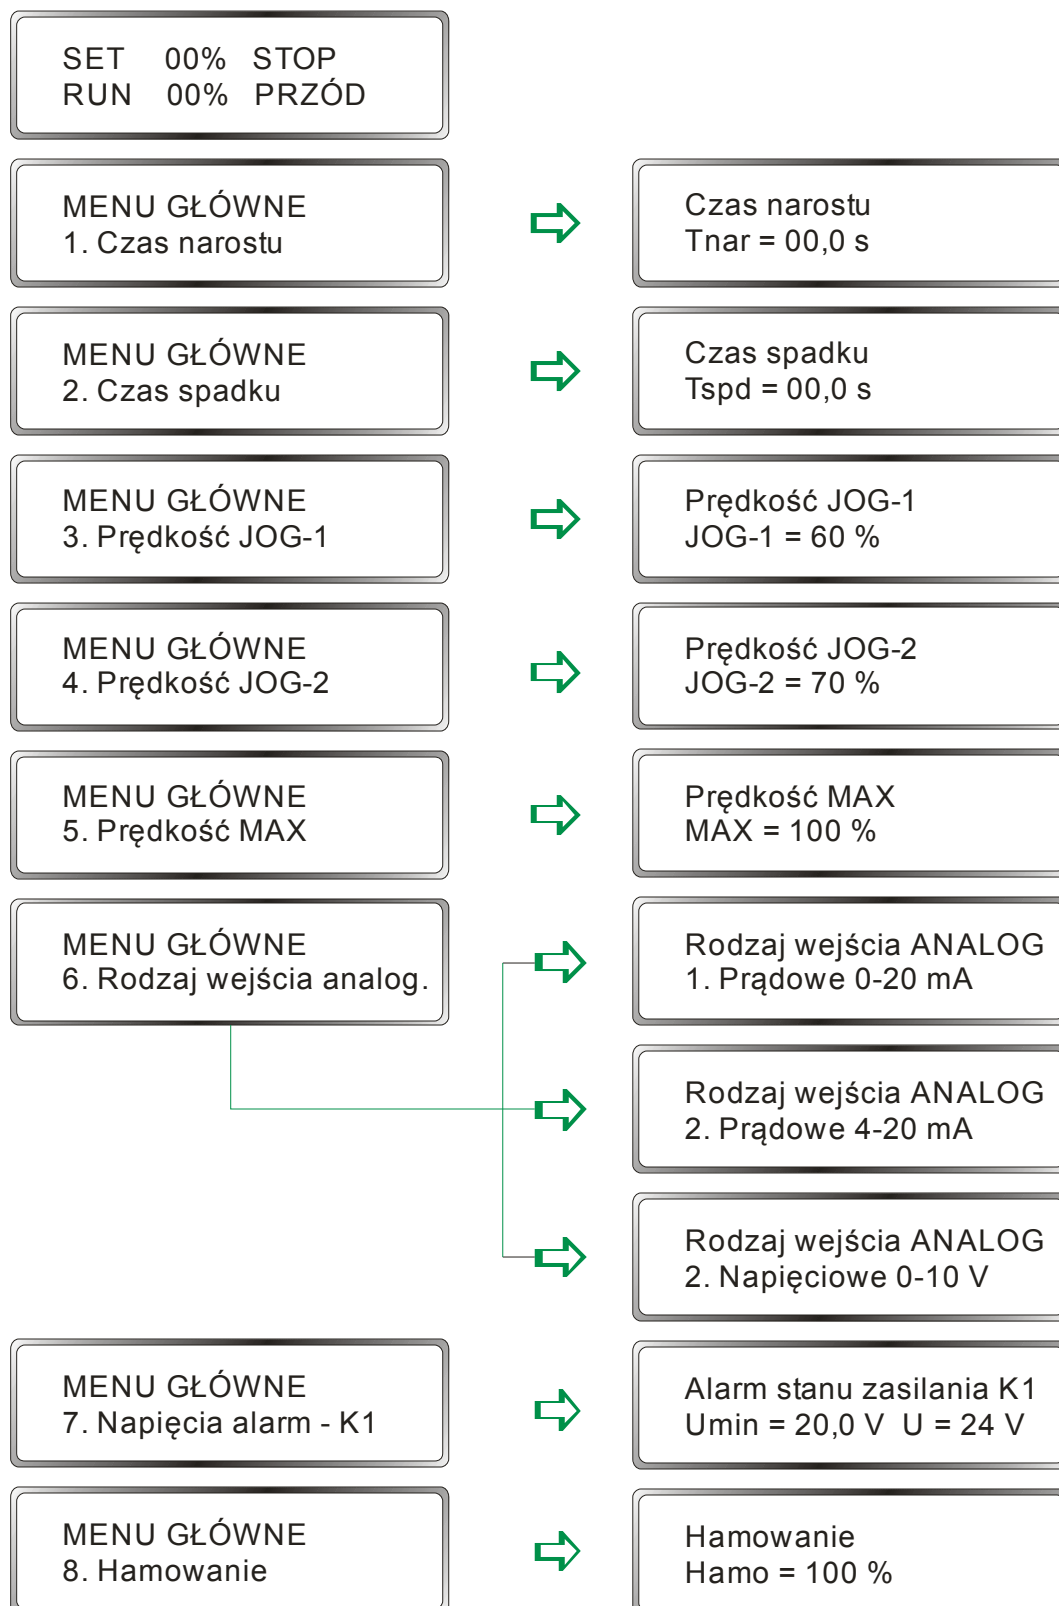 SET 00% STOP
RUN 00% PRZÓD
MENU GŁÓWNE
1. Czas narostu
Czas narostu
Tnar = 00,0 s
MENU GŁÓWNE
2. Czas spadku
Czas spadku
Tspd = 00,0 s
MENU GŁÓWNE
3. Prędkość JOG-1
Prędkość JOG-1
JOG-1 = 60 %
MENU GŁÓWNE
4. Prędkość JOG-2
Prędkość JOG-2
JOG-2 = 70 %
MENU GŁÓWNE
5. Prędkość MAX
Prędkość MAX
MAX = 100 %
MENU GŁÓWNE
6. Rodzaj wejścia analog.
Rodzaj wejścia ANALOG
1. Prądowe 0-20 mA
Rodzaj wejścia ANALOG
2. Prądowe 4-20 mA
Rodzaj wejścia ANALOG
2. Napięciowe 0-10 V
MENU GŁÓWNE
7. Napięcia alarm - K1
Alarm stanu zasilania K1
Umin = 20,0 V U = 24 V
MENU GŁÓWNE
8. Hamowanie
Hamowanie
Hamo = 100 %